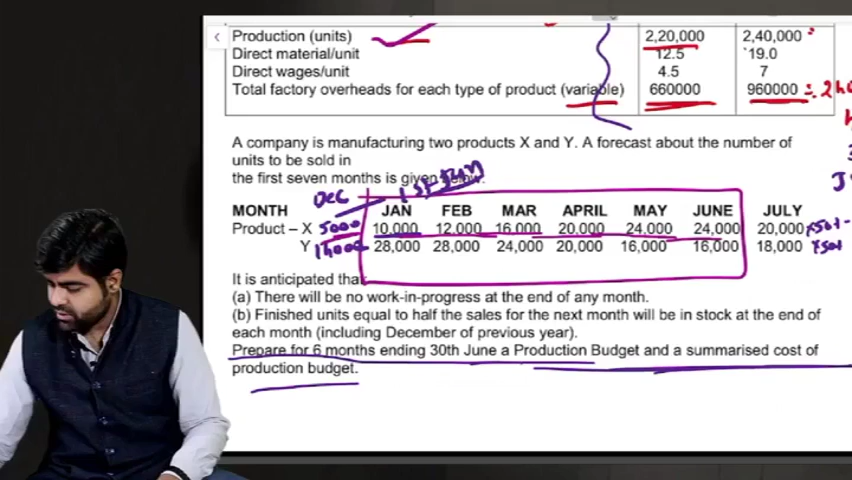 Production (units) 2,20,000 2,40,000
Direct material/unit 12.5 19.0
Direct wages/unit 4.5 7
Total factory overheads for each type of product (variable) 660000 960000
A company is manufacturing two products X and Y. A forecast about the number of
units to be sold in
the first seven months is given below:
DEC 1st Jan
MONTH JAN FEB MAR APRIL MAY JUNE JULY
Product – X 5000 10,000 12,000 16,000 20,000 24,000 24,000 20,000
Y 14000 28,000 28,000 24,000 20,000 16,000 16,000 18,000
It is anticipated that
(a) There will be no work-in-progress at the end of any month.
(b) Finished units equal to half the sales for the next month will be in stock at the end of
each month (including December of previous year).
Prepare for 6 months ending 30th June a Production Budget and a summarised cost of
production budget.